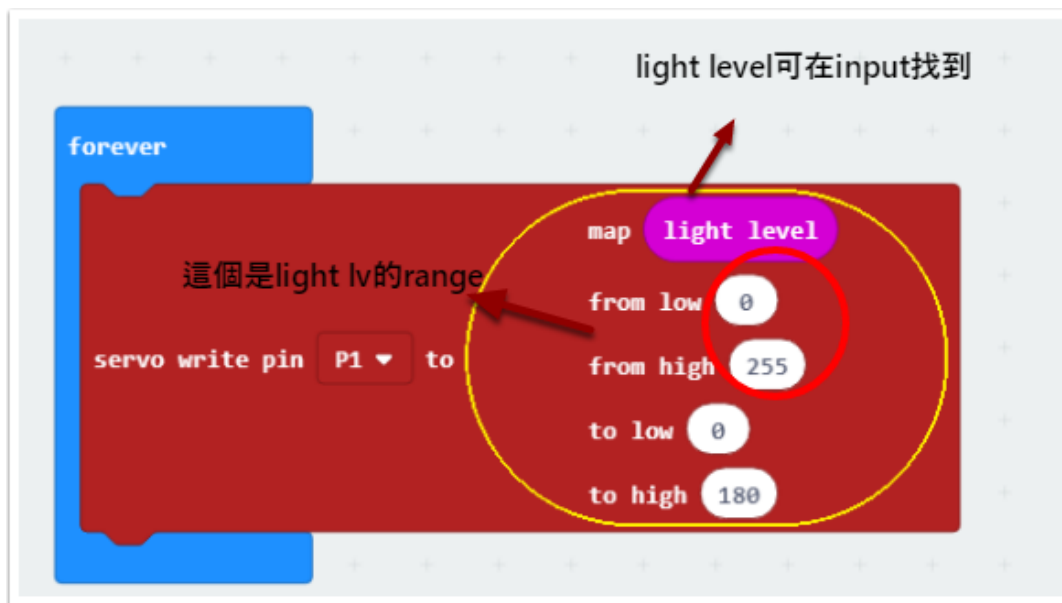 light level可在input找到
forever
map light level
這個是light lv的range
from low 0
servo write pin P1 to
from high 255
to low 0
to high 180